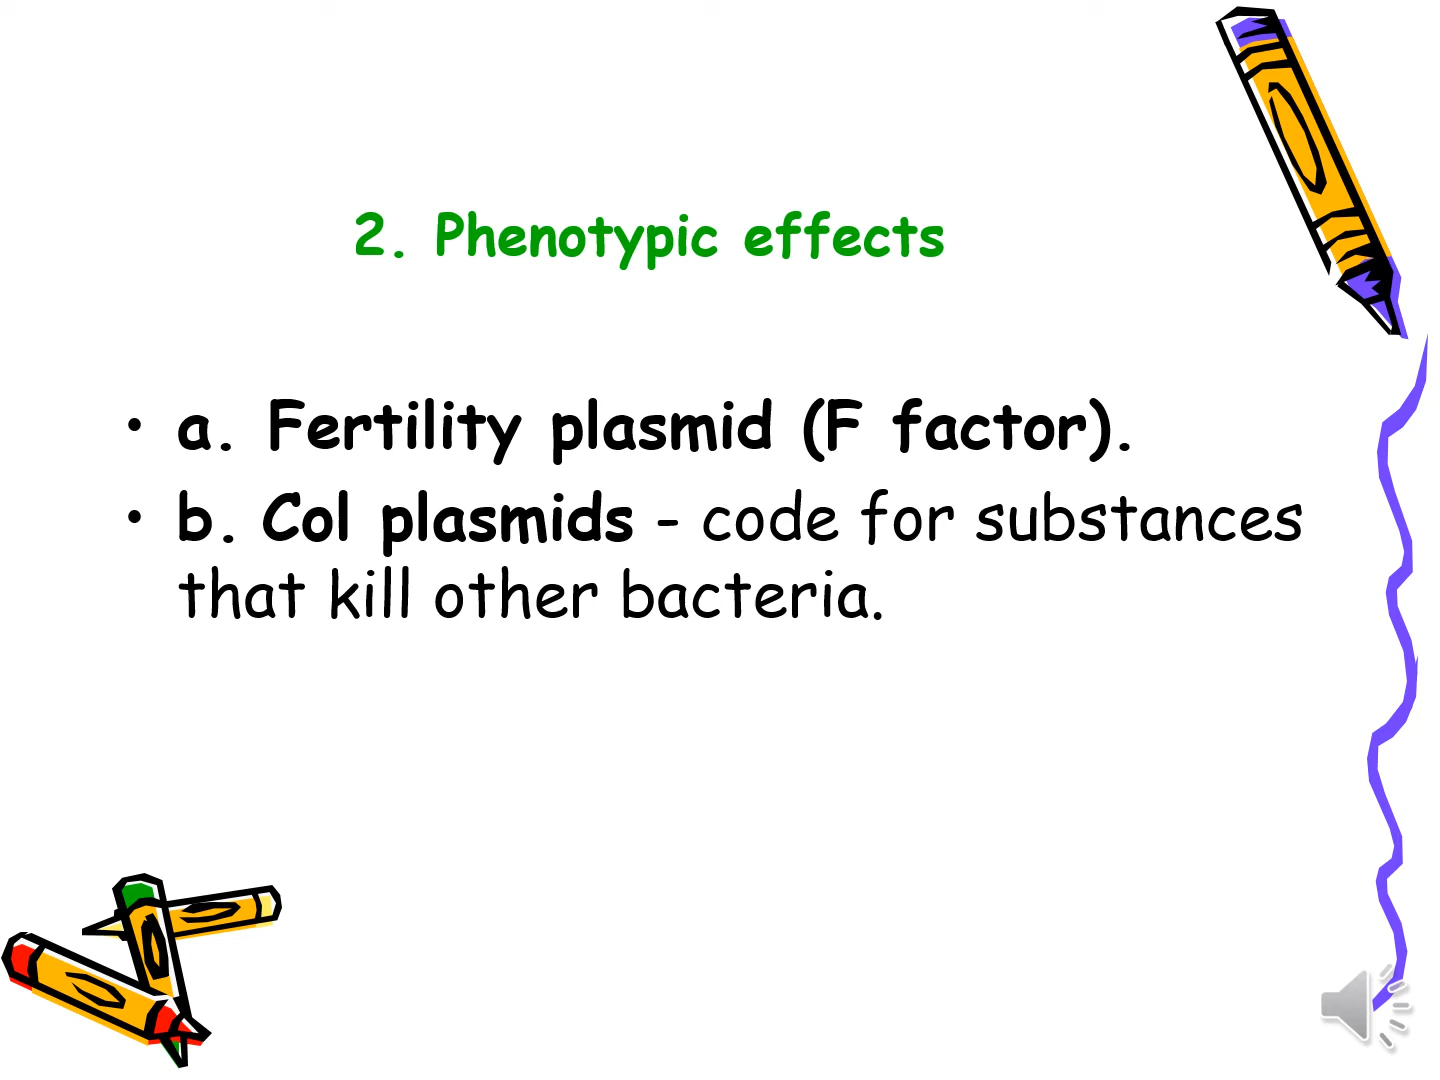 2. Phenotypic effects
• a. Fertility plasmid (F factor).
• b. Col plasmids - code for substances
that kill other bacteria.